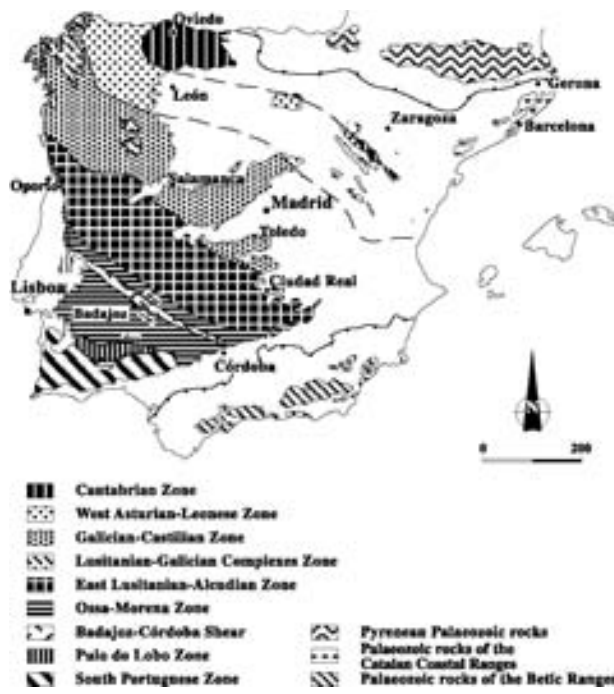 Oviedo
León
Zaragoza
Gerona
Barcelona
Oporto
Salamanca
Madrid
Toledo
Ciudad Real
Lisboa
Badajoz
Córdoba
N
0 200
Cantabrian Zone
West Asturian-Leonese Zone
Galician-Castilian Zone
Lusitanian-Galician Complexes Zone
East Lusitanian-Alcudian Zone
Ossa-Morena Zone
Badajoz-Córdoba Shear
Pulo do Lobo Zone
South Portuguese Zone
Pyrenean Palaeozoic rocks
Palaeozoic rocks of the
Catalan Coastal Ranges
Palaeozoic rocks of the Betic Ranges